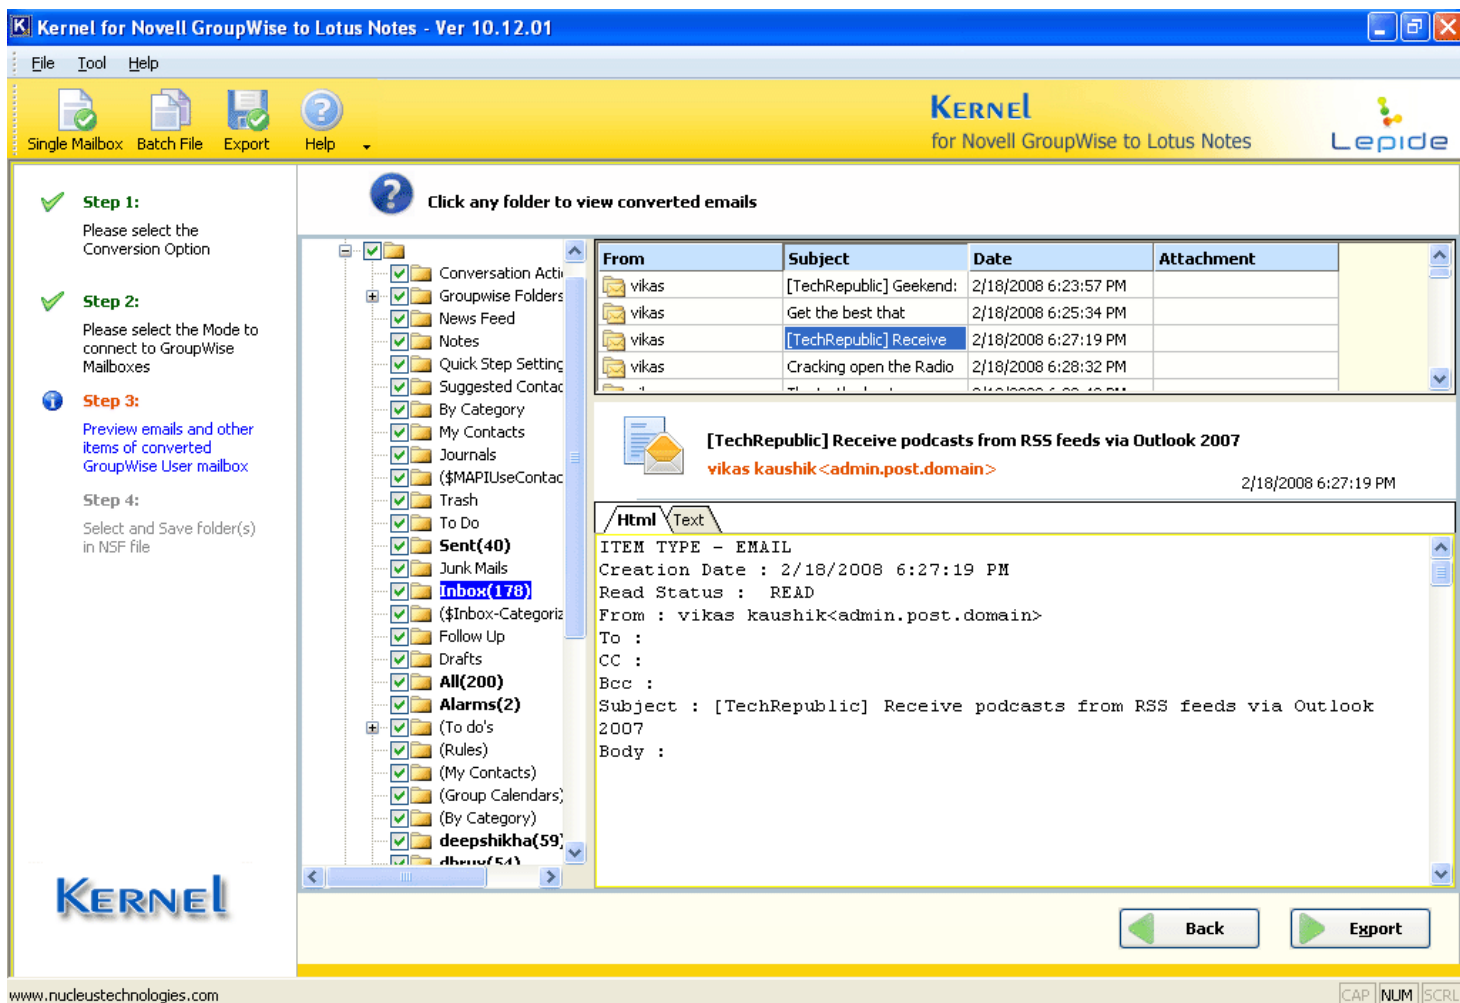 Kernel for Novell GroupWise to Lotus Notes - Ver 10.12.01
File Tool Help
Single Mailbox Batch File Export Help
KERNEL
for Novell GroupWise to Lotus Notes
Lepide
Step 1:
Please select the
Conversion Option
Step 2:
Please select the Mode to
connect to GroupWise
Mailboxes
Step 3:
Preview emails and other
items of converted
GroupWise User mailbox
Step 4:
Select and Save folder(s)
in NSF file
KERNEL
Click any folder to view converted emails
Conversation Acti
Groupwise Folders
News Feed
Notes
Quick Step Setting
Suggested Contac
By Category
My Contacts
Journals
($MAPIUseContac
Trash
To Do
Sent(40)
Junk Mails
Inbox(178)
($Inbox-Categoriz
Follow Up
Drafts
All(200)
Alarms(2)
(To do's
(Rules)
(My Contacts)
(Group Calendars)
(By Category)
deepshikha(59)
dhruv(54)
From Subject Date Attachment
vikas [TechRepublic] Geekend: 2/18/2008 6:23:57 PM
vikas Get the best that 2/18/2008 6:25:34 PM
vikas [TechRepublic] Receive 2/18/2008 6:27:19 PM
vikas Cracking open the Radio 2/18/2008 6:28:32 PM
[TechRepublic] Receive podcasts from RSS feeds via Outlook 2007
vikas kaushik<admin.post.domain>
2/18/2008 6:27:19 PM
Html Text
ITEM TYPE - EMAIL
Creation Date : 2/18/2008 6:27:19 PM
Read Status : READ
From : vikas kaushik<admin.post.domain>
To :
CC :
Bcc :
Subject : [TechRepublic] Receive podcasts from RSS feeds via Outlook
2007
Body :
Back Export
www.nucleustechnologies.com
CAP NUM SCRL